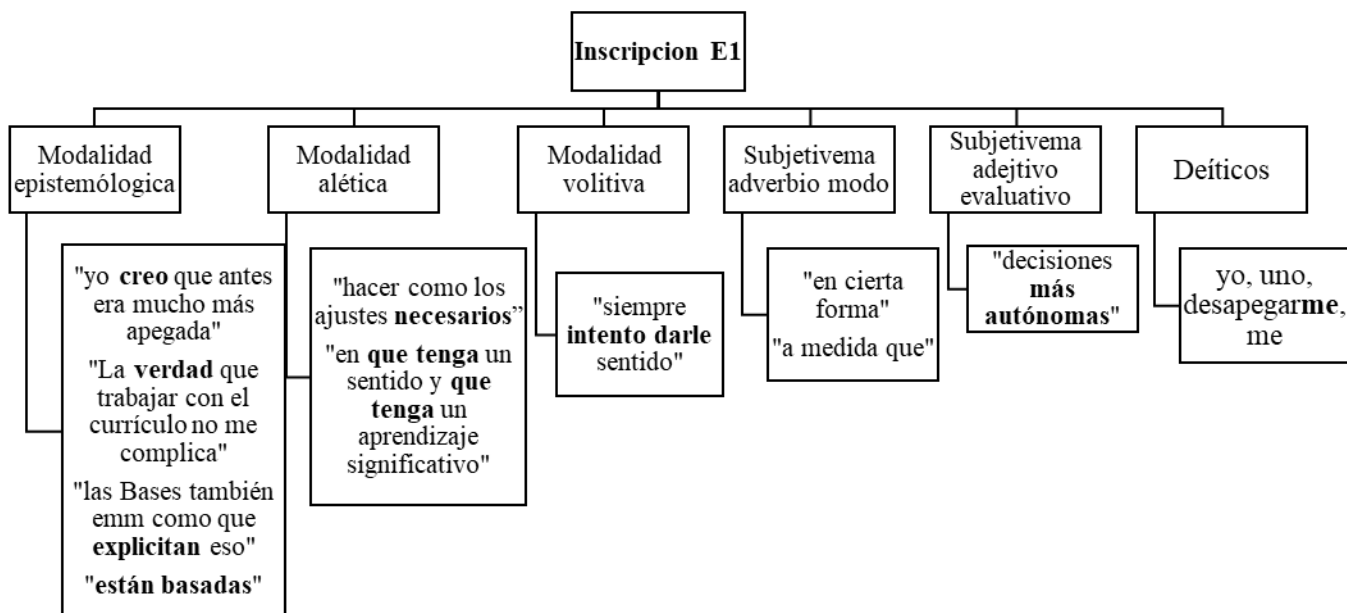 Inscripcion E1
Modalidad
epistemólogica
Modalidad
alética
Modalidad
volitiva
Subjetivema
adverbio modo
Subjetivema
adejtivo
evaluativo
Deíticos
"yo creo que antes
era mucho más
apegada"
"La verdad que
trabajar con el
currículo no me
complica"
"las Bases también
emm como que
explicitan eso"
"están basadas"
"hacer como los
ajustes necesarios”
"en que tenga un
sentido y que
tenga un
aprendizaje
significativo"
"siempre
intento darle
sentido"
"en cierta
forma"
"a medida que"
"decisiones
más
autónomas"
yo, uno,
desapegarme,
me